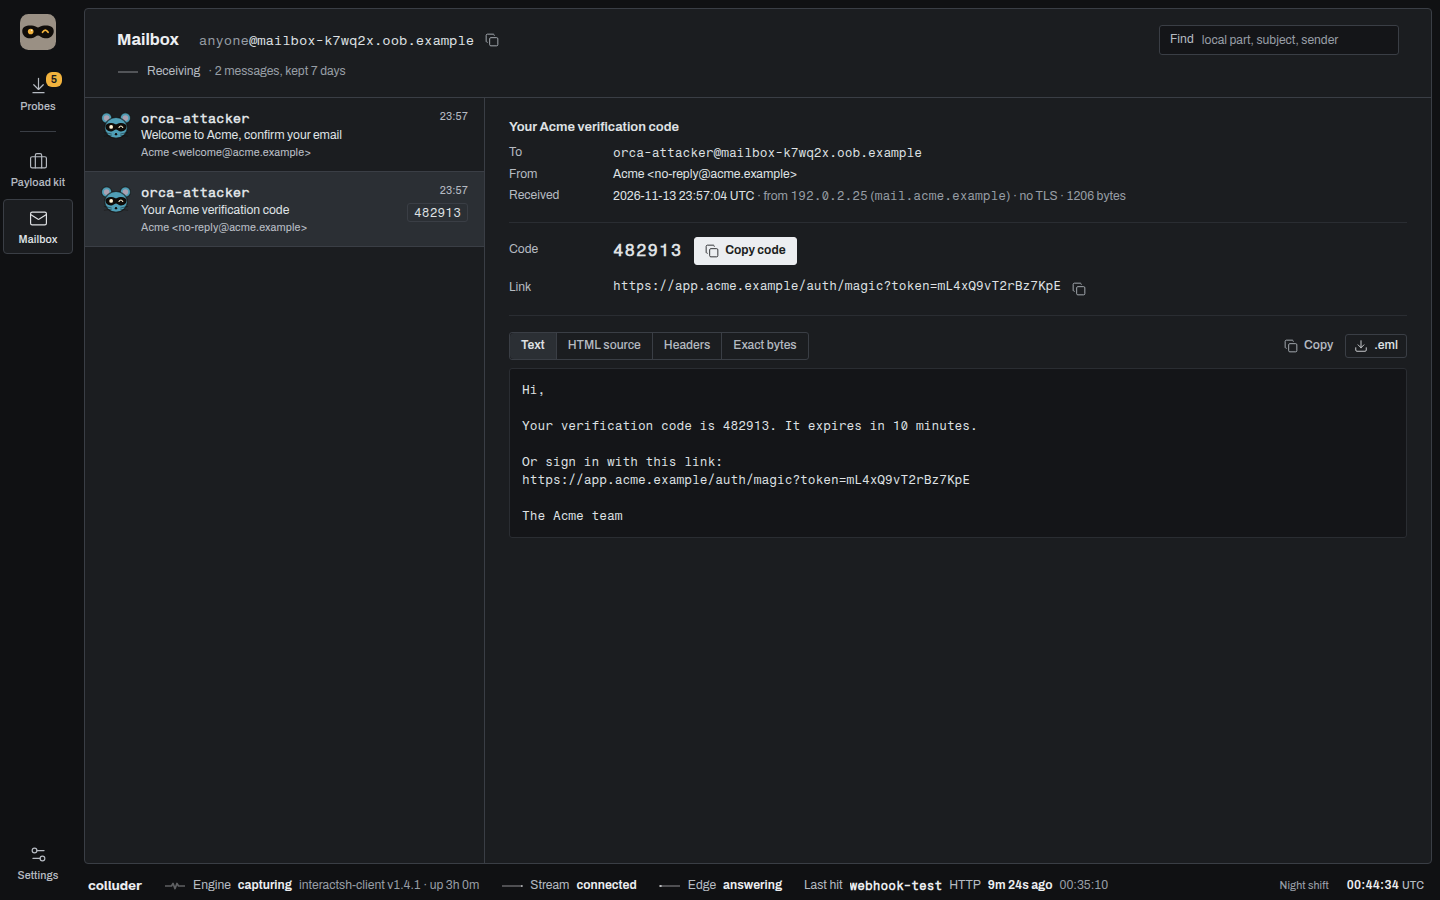 5
Probes
Payload kit
Mailbox
Settings
Mailbox anyone@mailbox-k7wq2x.oob.example
Receiving · 2 messages, kept 7 days
Find local part, subject, sender
orca-attacker 23:57
Welcome to Acme, confirm your email
Acme <welcome@acme.example>
orca-attacker 23:57
Your Acme verification code 482913
Acme <no-reply@acme.example>
Your Acme verification code
To orca-attacker@mailbox-k7wq2x.oob.example
From Acme <no-reply@acme.example>
Received 2026-11-13 23:57:04 UTC · from 192.0.2.25 (mail.acme.example) · no TLS · 1206 bytes
Code 482913 Copy code
Link https://app.acme.example/auth/magic?token=mL4xQ9vT2rBz7KpE
Text HTML source Headers Exact bytes Copy .eml
Hi,
Your verification code is 482913. It expires in 10 minutes.
Or sign in with this link:
https://app.acme.example/auth/magic?token=mL4xQ9vT2rBz7KpE
The Acme team
colluder Engine capturing interactsh-client v1.4.1 · up 3h 0m Stream connected Edge answering Last hit webhook-test HTTP 9m 24s ago 00:35:10 Night shift 00:44:34 UTC